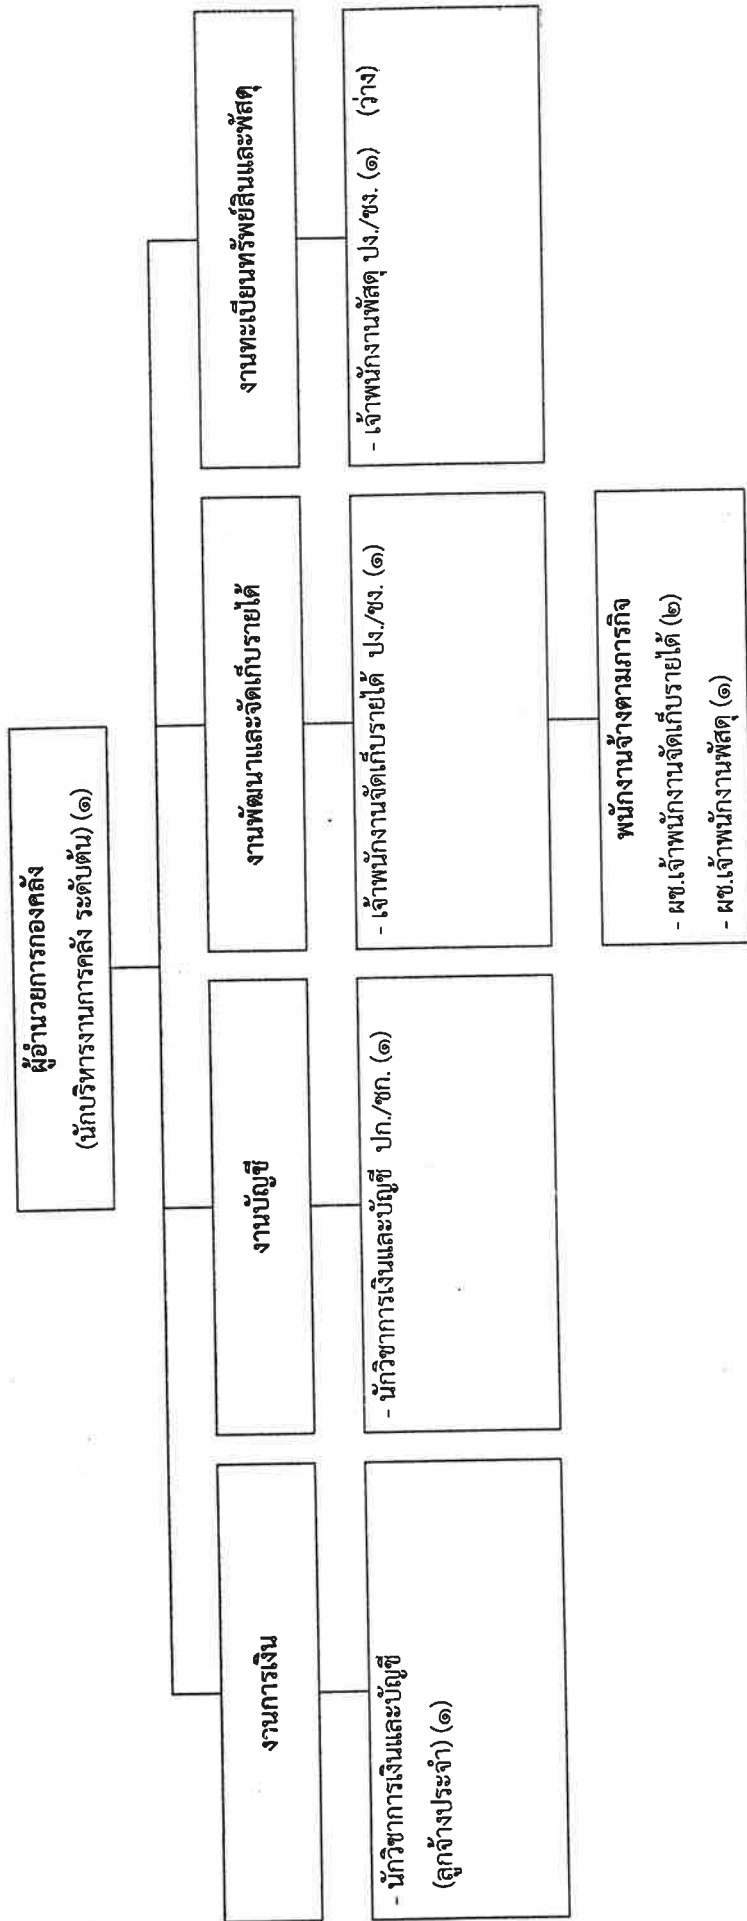 ผู้อำนวยการกองคลัง
(นักบริหารงานการคลัง ระดับต้น) (๑)
งานการเงิน
งานบัญชี
งานพัฒนาและจัดเก็บรายได้
งานทะเบียนทรัพย์สินและพัสดุ
- นักวิชาการเงินและบัญชี
(ลูกจ้างประจำ) (๑)
- นักวิชาการเงินและบัญชี ปก./ชก. (๑)
- เจ้าพนักงานจัดเก็บรายได้ ปง./ชง. (๑)
- เจ้าพนักงานพัสดุ ปง./ชง. (๑) (ว่าง)
พนักงานจ้างตามภารกิจ
- ผช.เจ้าพนักงานจัดเก็บรายได้ (๒)
- ผช.เจ้าพนักงานพัสดุ (๑)